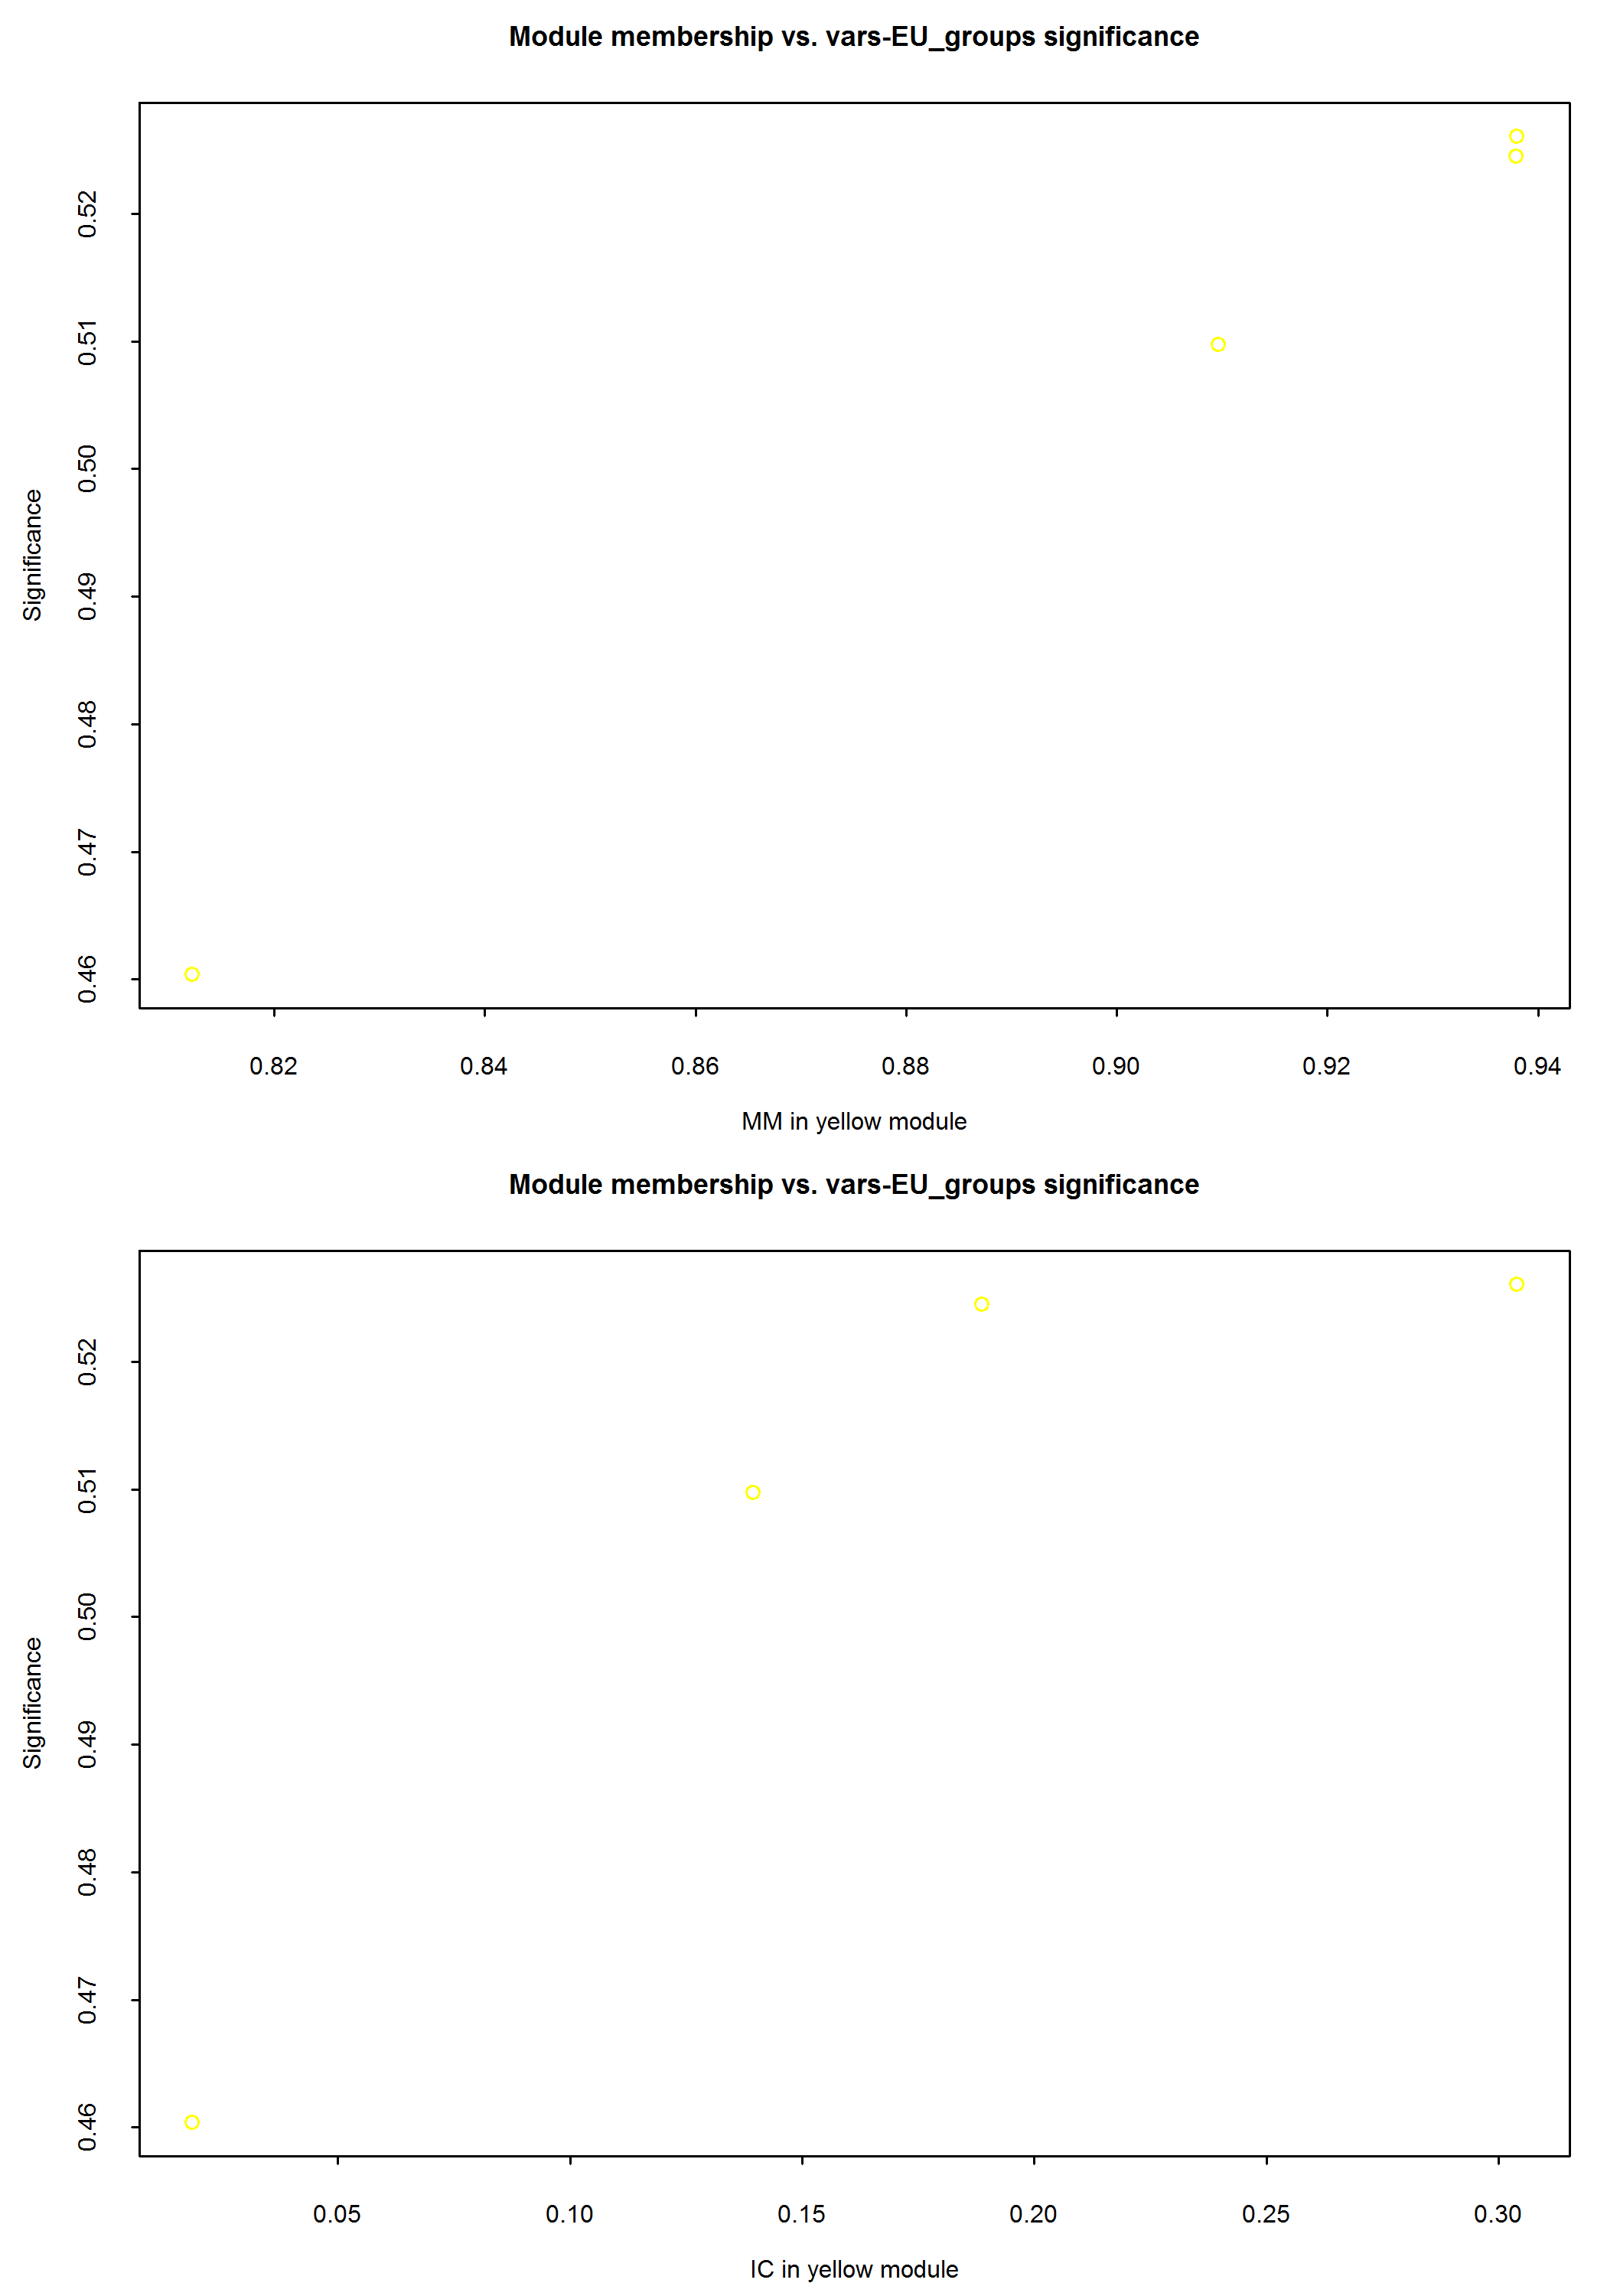 Module membership vs. vars-EU_groups significance
Significance
0.52
0.51
0.50
0.49
0.48
0.47
0.46
0.82 0.84 0.86 0.88 0.90 0.92 0.94
MM in yellow module
Module membership vs. vars-EU_groups significance
Significance
0.52
0.51
0.50
0.49
0.48
0.47
0.46
0.05 0.10 0.15 0.20 0.25 0.30
IC in yellow module